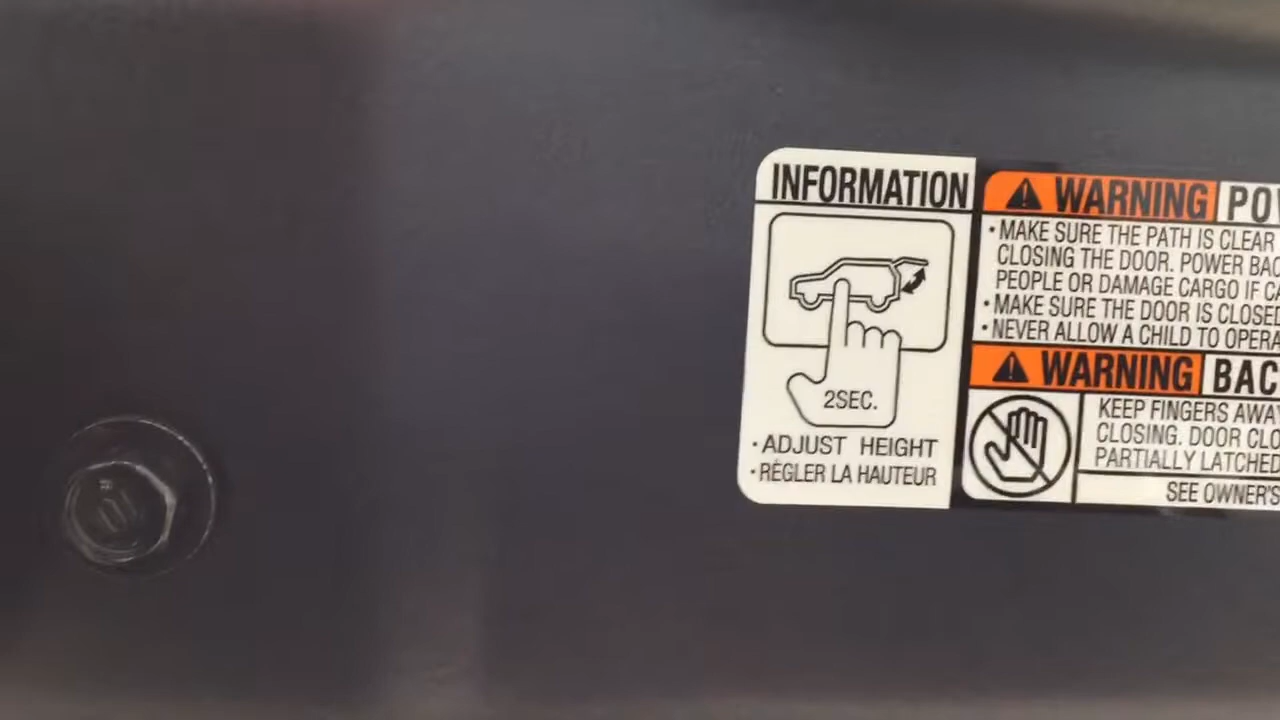 INFORMATION
2SEC.
· ADJUST HEIGHT
· RÈGLER LA HAUTEUR
WARNING
• MAKE SURE THE PATH IS CLEAR
CLOSING THE DOOR. POWER
PEOPLE OR DAMAGE CARGO IF
• MAKE SURE THE DOOR IS CLOSED
• NEVER ALLOW A CHILD TO
WARNING
KEEP FINGERS
CLOSING. DOOR
PARTIALLY LATCHED
SEE OWNER'S